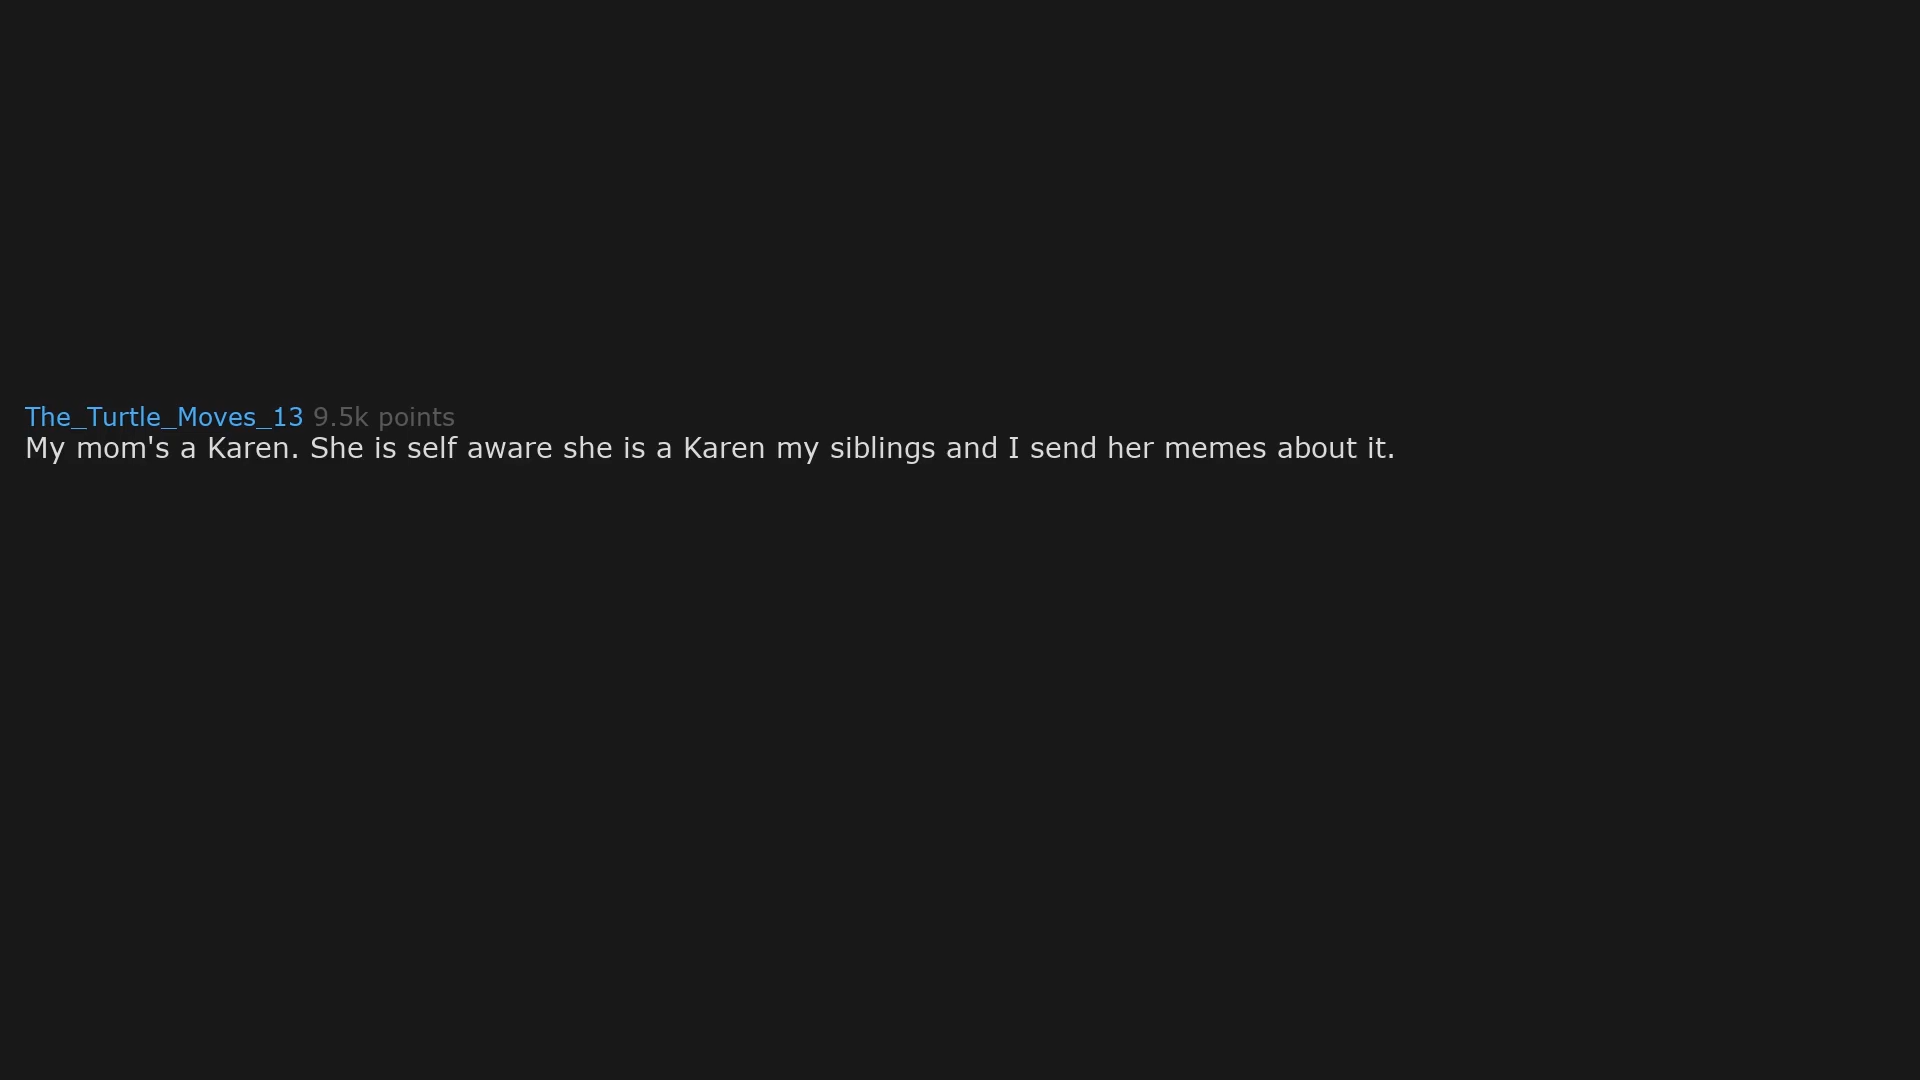 The_Turtle_Moves_13 9.5k points
My mom's a Karen. She is self aware she is a Karen my siblings and I send her memes about it.